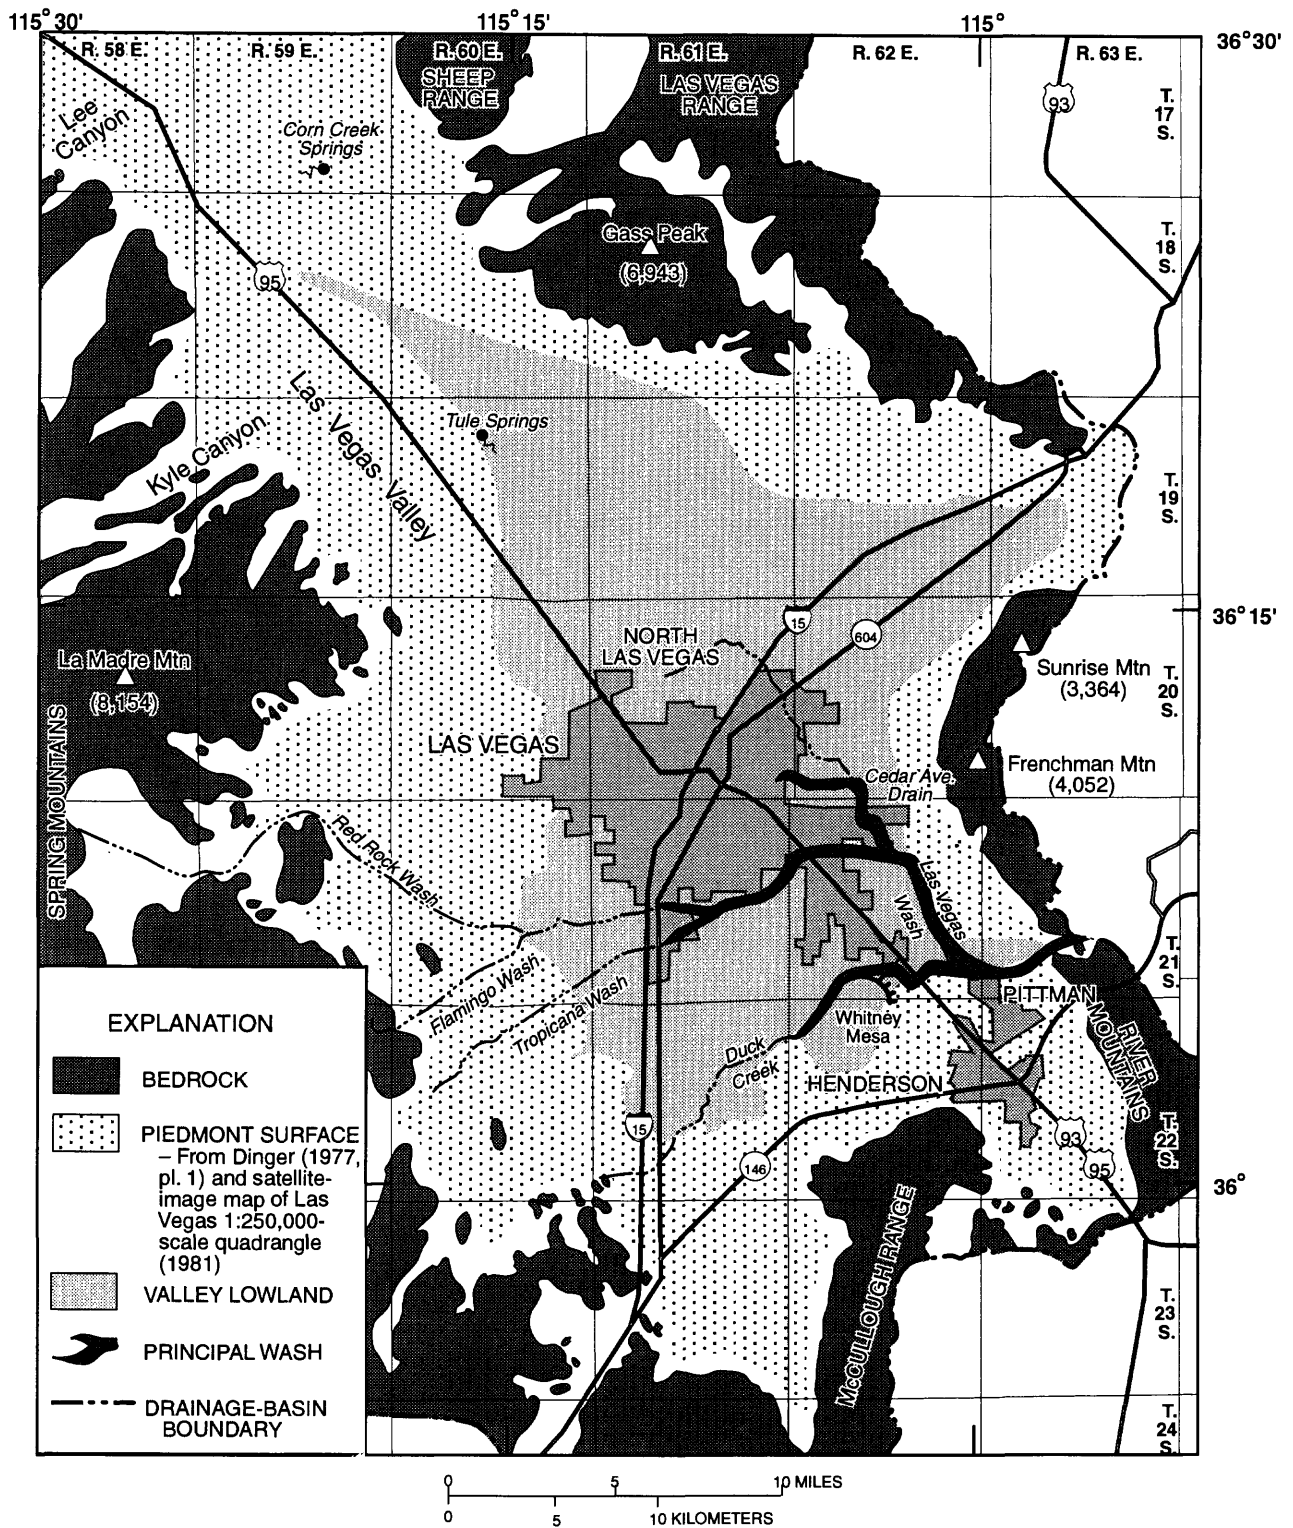 115° 30'
115° 15'
115°
36° 30'
R. 58 E.
R. 59 E.
R. 60 E.
R. 61 E.
R. 62 E.
R. 63 E.
SHEEP
RANGE
LAS VEGAS
RANGE
93
T.
17
S.
Lee
Canyon
Corn Creek
Springs
Gass Peak
(6,943)
T.
18
S.
95
Las Vegas Valley
Tule Springs
Kyle Canyon
T.
19
S.
36° 15'
15
604
NORTH
LAS VEGAS
La Madre Mtn
(8,154)
Sunrise Mtn
(3,364)
T.
20
S.
SPRING MOUNTAINS
LAS VEGAS
Frenchman Mtn
(4,052)
Cedar Ave.
Drain
Red Rock Wash
Las Vegas
Wash
T.
21
S.
Flamingo Wash
Tropicana Wash
PITTMAN
Whitney
Mesa
RIVER
MOUNTAINS
Duck
Creek
HENDERSON
15
146
93
95
T.
22
S.
36°
McCULLOUGH RANGE
T.
23
S.
T.
24
S.
EXPLANATION
BEDROCK
PIEDMONT SURFACE
– From Dinger (1977,
pl. 1) and satellite-
image map of Las
Vegas 1:250,000-
scale quadrangle
(1981)
VALLEY LOWLAND
PRINCIPAL WASH
DRAINAGE-BASIN
BOUNDARY
0 5 10 MILES
0 5 10 KILOMETERS